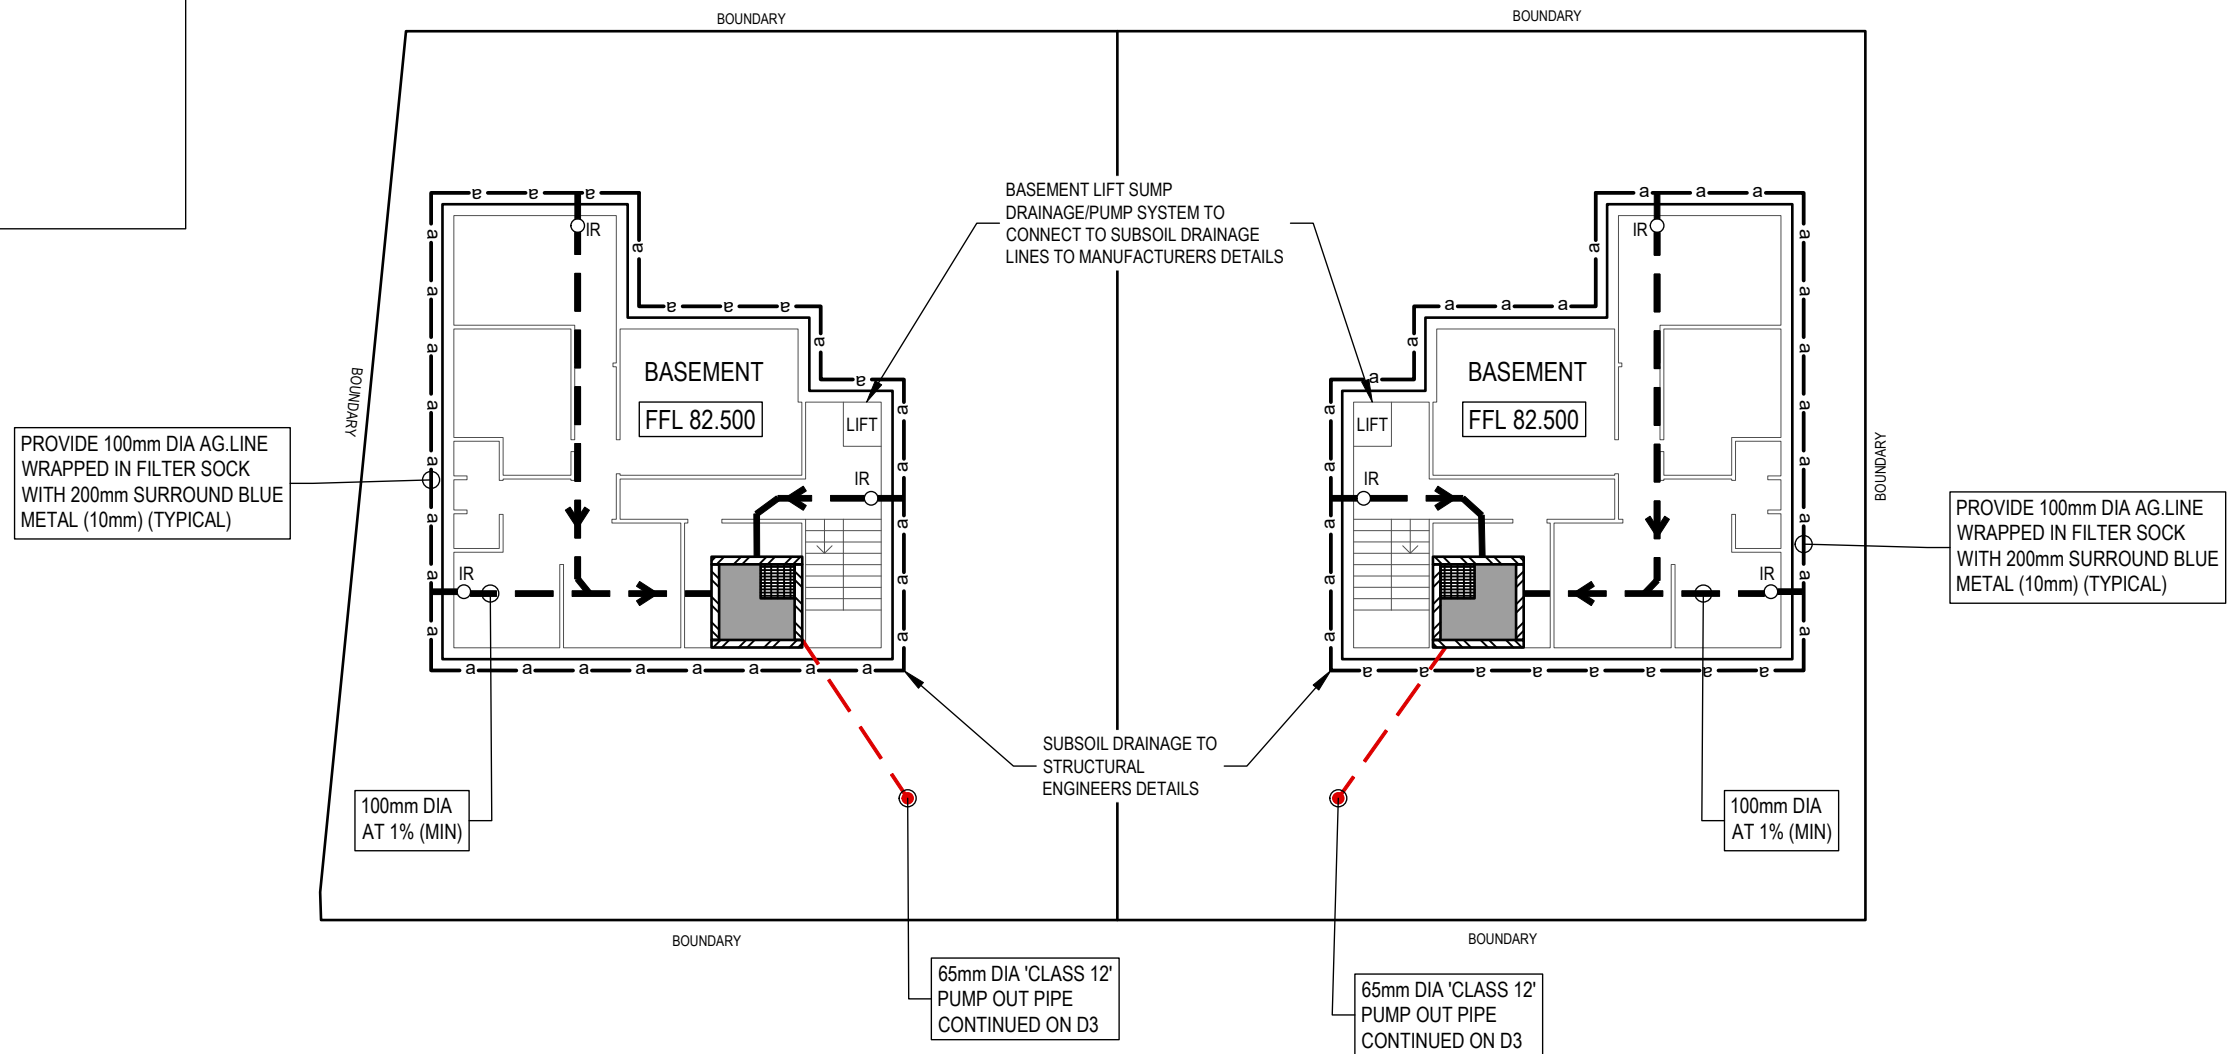 BOUNDARY
BOUNDARY
BASEMENT LIFT SUMP
DRAINAGE/PUMP SYSTEM TO
CONNECT TO SUBSOIL DRAINAGE
LINES TO MANUFACTURERS DETAILS
a a a
IR
a a a
BASEMENT
FFL 82.500
LIFT
IR
IR
BOUNDARY
PROVIDE 100mm DIA AG.LINE
WRAPPED IN FILTER SOCK
WITH 200mm SURROUND BLUE
METAL (10mm) (TYPICAL)
a a a a a a a a
100mm DIA
AT 1% (MIN)
SUBSOIL DRAINAGE TO
STRUCTURAL
ENGINEERS DETAILS
a a a
IR
a a a
BASEMENT
FFL 82.500
LIFT
IR
IR
BOUNDARY
PROVIDE 100mm DIA AG.LINE
WRAPPED IN FILTER SOCK
WITH 200mm SURROUND BLUE
METAL (10mm) (TYPICAL)
a a a a a a a a
100mm DIA
AT 1% (MIN)
BOUNDARY
BOUNDARY
65mm DIA 'CLASS 12'
PUMP OUT PIPE
CONTINUED ON D3
65mm DIA 'CLASS 12'
PUMP OUT PIPE
CONTINUED ON D3